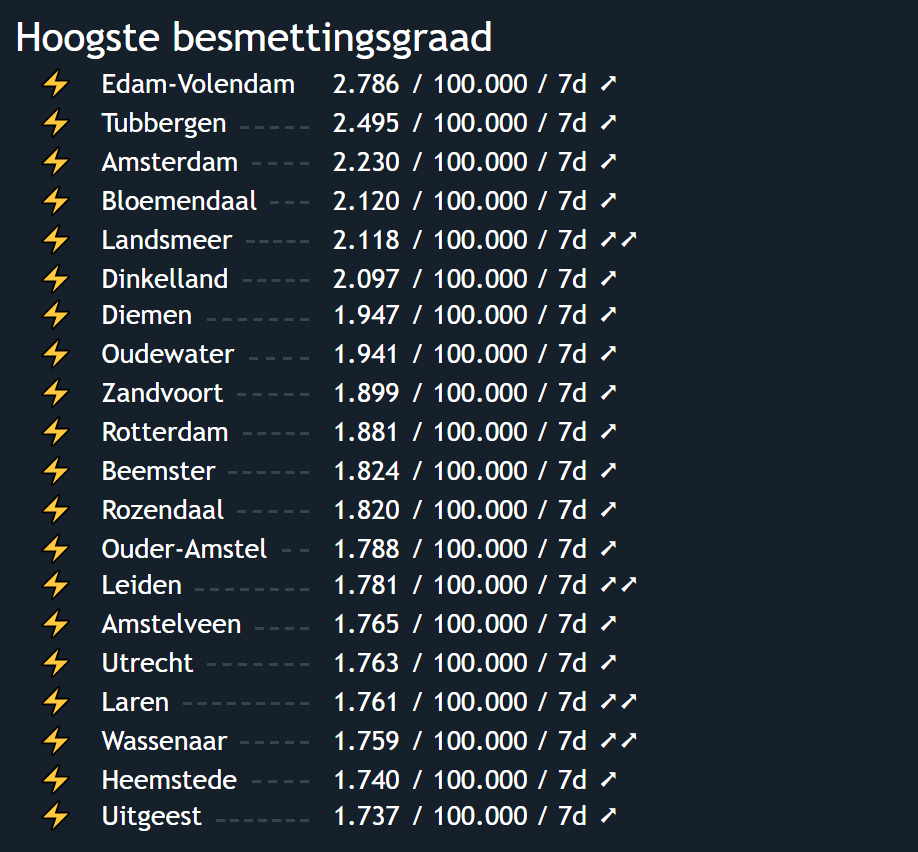 Hoogste besmettingsgraad
⚡ Edam-Volendam 2.786 / 100.000 / 7d ➚
⚡ Tubbergen ----- 2.495 / 100.000 / 7d ➚
⚡ Amsterdam ---- 2.230 / 100.000 / 7d ➚
⚡ Bloemendaal --- 2.120 / 100.000 / 7d ➚
⚡ Landsmeer ----- 2.118 / 100.000 / 7d ➚➚
⚡ Dinkelland ----- 2.097 / 100.000 / 7d ➚
⚡ Diemen ------- 1.947 / 100.000 / 7d ➚
⚡ Oudewater ---- 1.941 / 100.000 / 7d ➚
⚡ Zandvoort ----- 1.899 / 100.000 / 7d ➚
⚡ Rotterdam ----- 1.881 / 100.000 / 7d ➚
⚡ Beemster ------ 1.824 / 100.000 / 7d ➚
⚡ Rozendaal ----- 1.820 / 100.000 / 7d ➚
⚡ Ouder-Amstel -- 1.788 / 100.000 / 7d ➚
⚡ Leiden -------- 1.781 / 100.000 / 7d ➚➚
⚡ Amstelveen ---- 1.765 / 100.000 / 7d ➚
⚡ Utrecht ------- 1.763 / 100.000 / 7d ➚
⚡ Laren --------- 1.761 / 100.000 / 7d ➚➚
⚡ Wassenaar ----- 1.759 / 100.000 / 7d ➚➚
⚡ Heemstede ---- 1.740 / 100.000 / 7d ➚
⚡ Uitgeest ------- 1.737 / 100.000 / 7d ➚